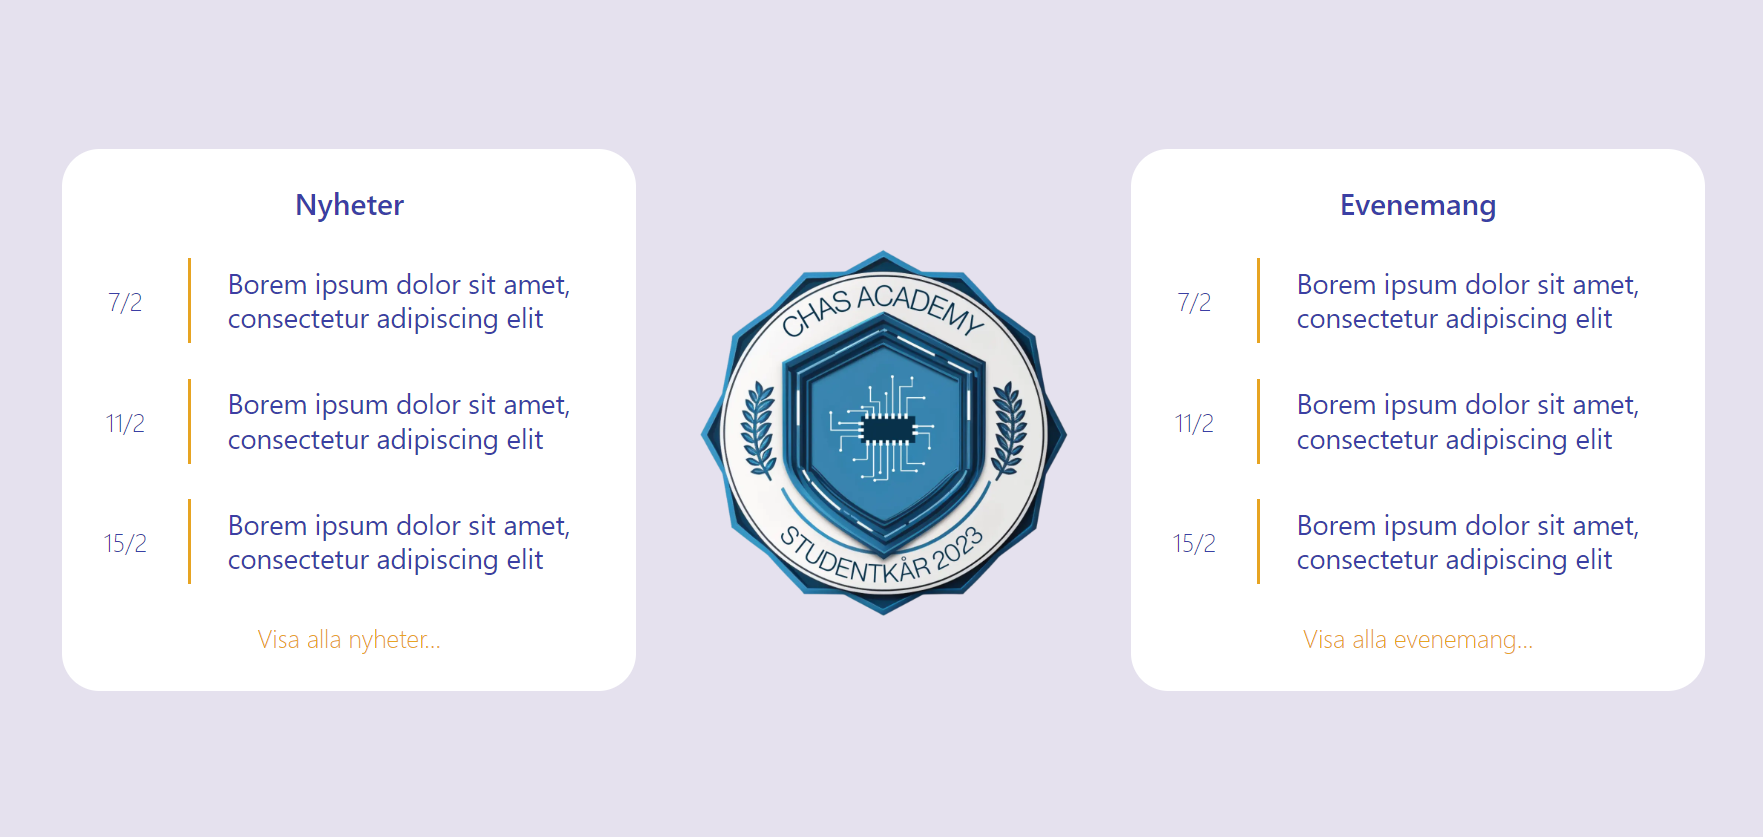 Nyheter
7/2
Borem ipsum dolor sit amet,
consectetur adipiscing elit
11/2
Borem ipsum dolor sit amet,
consectetur adipiscing elit
15/2
Borem ipsum dolor sit amet,
consectetur adipiscing elit
Visa alla nyheter...
CHAS ACADEMY
STUDENTKÅR 2023
Evenemang
7/2
Borem ipsum dolor sit amet,
consectetur adipiscing elit
11/2
Borem ipsum dolor sit amet,
consectetur adipiscing elit
15/2
Borem ipsum dolor sit amet,
consectetur adipiscing elit
Visa alla evenemang...